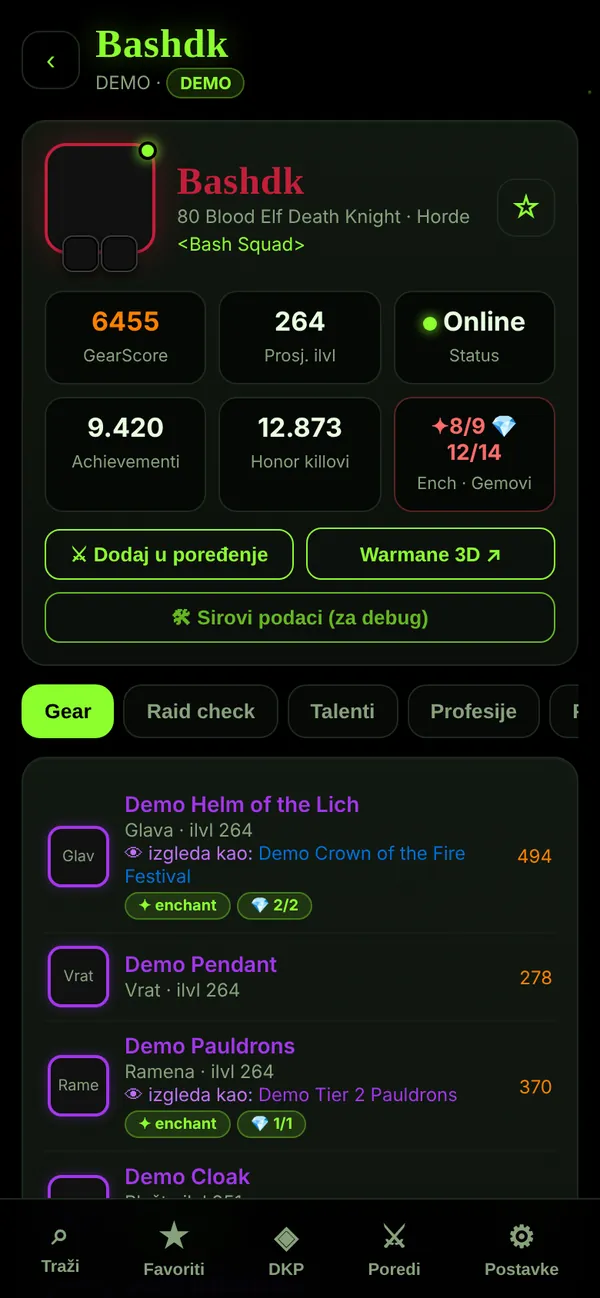 ‹
Bashdk
DEMO · DEMO
Bashdk
80 Blood Elf Death Knight · Horde
<Bash Squad>
☆
6455
GearScore
264
Prosj. ilvl
Online
Status
9.420
Achievementi
12.873
Honor killovi
✦8/9 💎
12/14
Ench · Gemovi
⚔ Dodaj u poređenje
Warmane 3D ↗
🛠 Sirovi podaci (za debug)
Gear
Raid check
Talenti
Profesije
Demo Helm of the Lich
Glav
Glava · ilvl 264
👁 izgleda kao: Demo Crown of the Fire
Festival
494
✦ enchant 💎 2/2
Demo Pendant
Vrat
Vrat · ilvl 264
278
Demo Pauldrons
Rame
Ramena · ilvl 264
👁 izgleda kao: Demo Tier 2 Pauldrons
370
✦ enchant 💎 1/1
Demo Cloak
Traži
Favoriti
DKP
Poredi
Postavke